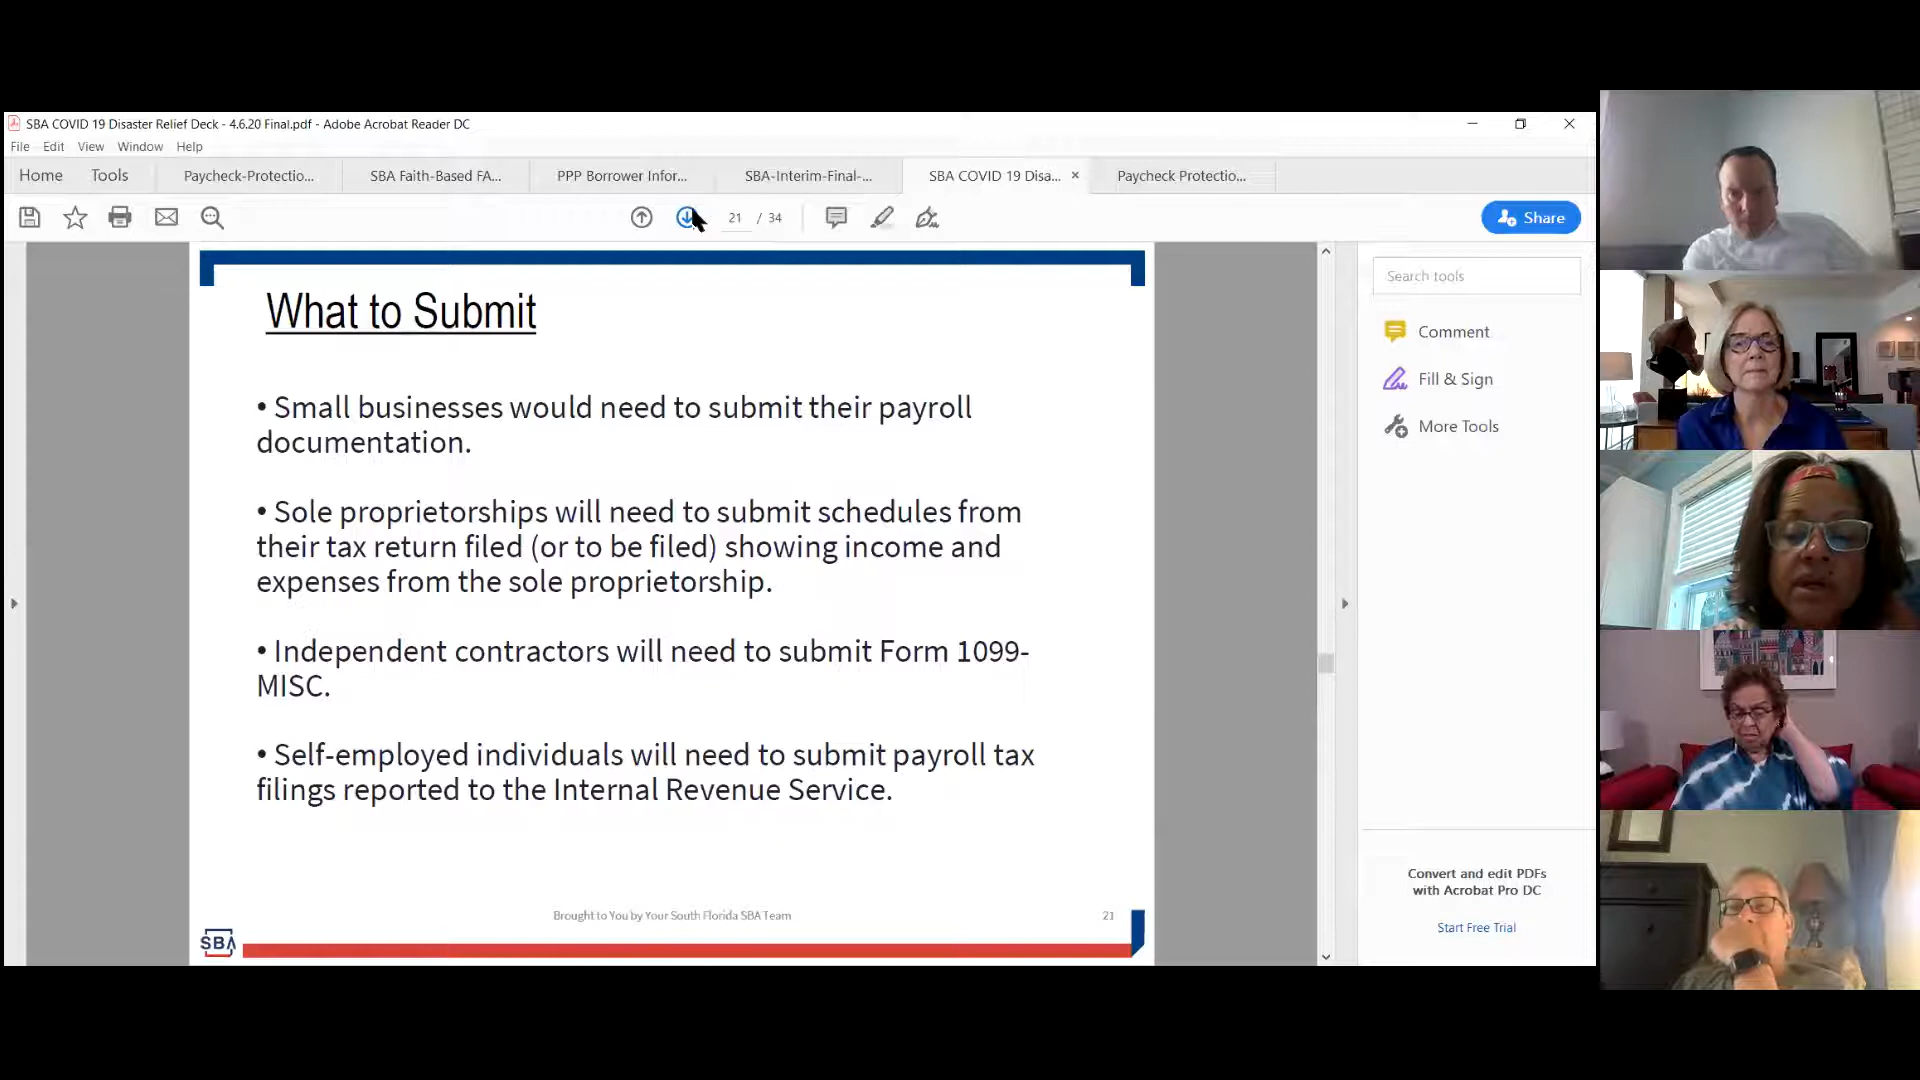 SBA COVID 19 Disaster Relief Deck - 4.6.20 Final.pdf - Adobe Acrobat Reader DC
File Edit View Window Help
Home Tools Paycheck-Protectio... SBA Faith-Based FA... PPP Borrower Infor... SBA-Interim-Final-... SBA COVID 19 Disa... × Paycheck Protectio...
21 / 34 Share
What to Submit
• Small businesses would need to submit their payroll
documentation.
• Sole proprietorships will need to submit schedules from
their tax return filed (or to be filed) showing income and
expenses from the sole proprietorship.
• Independent contractors will need to submit Form 1099-
MISC.
• Self-employed individuals will need to submit payroll tax
filings reported to the Internal Revenue Service.
Brought to You by Your South Florida SBA Team 21
SBA
Search tools
Comment
Fill & Sign
More Tools
Convert and edit PDFs
with Acrobat Pro DC
Start Free Trial